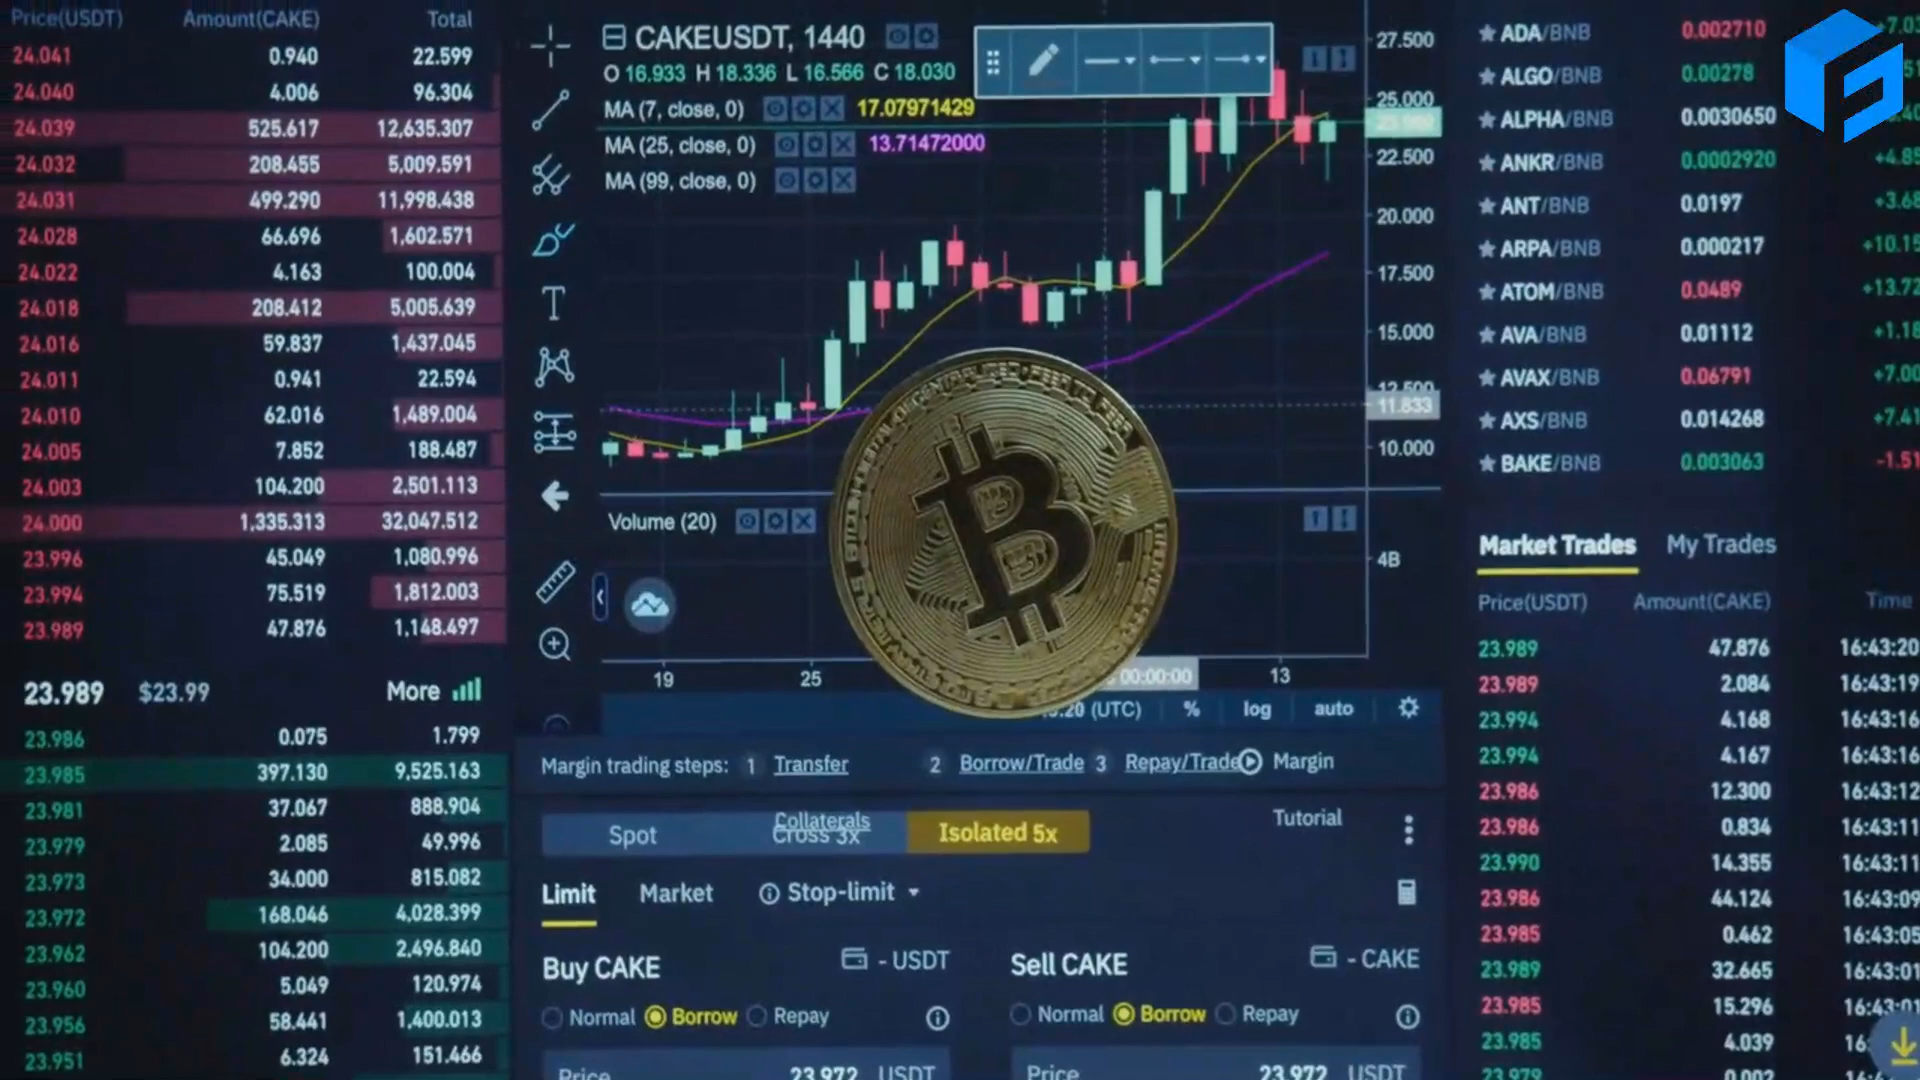 Price(USDT) Amount(CAKE) Total
24.041 0.940 22.599
24.040 4.006 96.304
24.039 525.617 12,635.307
24.032 208.455 5,009.591
24.031 499.290 11,998.438
24.028 66.696 1,602.571
24.022 4.163 100.004
24.018 208.412 5,005.639
24.016 59.837 1,437.045
24.011 0.941 22.594
24.010 62.016 1,489.004
24.005 7.852 188.487
24.003 104.200 2,501.113
24.000 1,335.313 32,047.512
23.996 45.049 1,080.996
23.994 75.519 1,812.003
23.989 47.876 1,148.497
23.989 $23.99 More
23.986 0.075 1.799
23.985 397.130 9,525.163
23.981 37.067 888.904
23.979 2.085 49.996
23.973 34.000 815.082
23.972 168.046 4,028.399
23.962 104.200 2,496.840
23.960 5.049 120.974
23.956 58.441 1,400.013
23.951 6.324 151.466
CAKEUSDT, 1440
O 16.933 H 18.336 L 16.566 C 18.030
MA (7, close, 0) 17.07971429
MA (25, close, 0) 13.71472000
MA (99, close, 0)
27.500
25.000
22.500
20.000
17.500
15.000
12.500
11.833
10.000
Volume (20)
4B
19 25 00:00:00 13
(UTC) % log auto
Margin trading steps: 1 Transfer 2 Borrow/Trade 3 Repay/Trade Margin
Collaterals Tutorial
Spot Cross 3x Isolated 5x
Limit Market Stop-limit
Buy CAKE - USDT Sell CAKE - CAKE
Normal Borrow Repay Normal Borrow Repay
Price 23.972 USDT Price 23.972 USDT
ADA/BNB 0.002710
ALGO/BNB 0.00278
ALPHA/BNB 0.0030650
ANKR/BNB 0.0002920
ANT/BNB 0.0197
ARPA/BNB 0.000217
ATOM/BNB 0.0489
AVA/BNB 0.01112
AVAX/BNB 0.06791
AXS/BNB 0.014268
BAKE/BNB 0.003063
Market Trades My Trades
Price(USDT) Amount(CAKE) Time
23.989 47.876 16:43:20
23.989 2.084 16:43:19
23.994 4.168 16:43:16
23.994 4.167 16:43:16
23.986 12.300 16:43:12
23.986 0.834 16:43:11
23.990 14.355 16:43:11
23.986 44.124 16:43:09
23.985 0.462 16:43:05
23.989 32.665 16:43:01
23.985 15.296 16:43:01
23.985 4.039
23.979 0.002